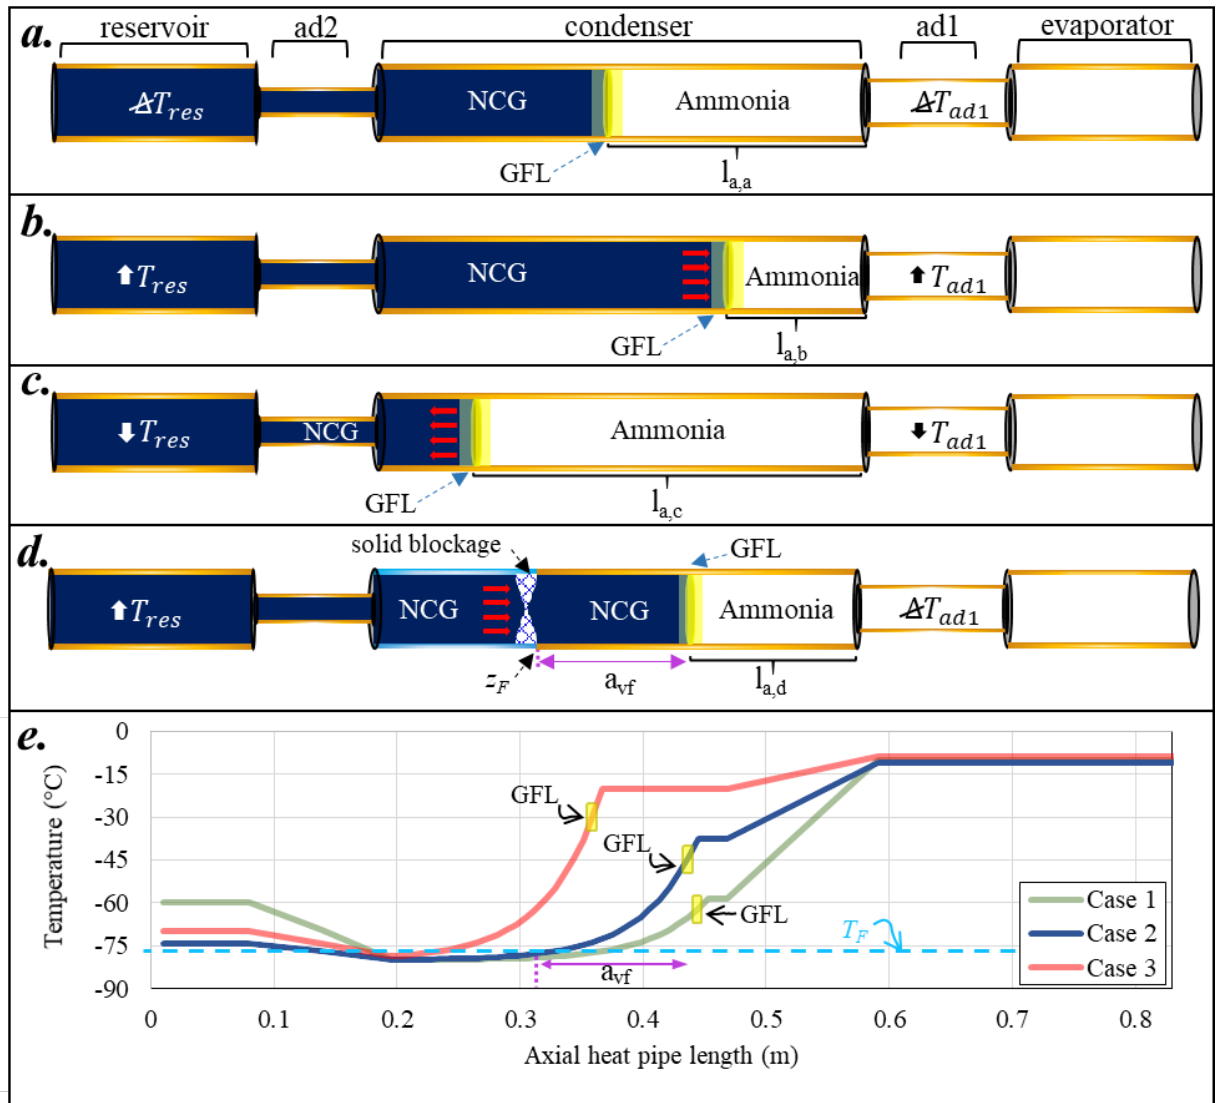 a.
reservoir ad2 condenser ad1 evaporator
Δ̸T_res NCG Ammonia Δ̸T_ad1
GFL l_a,a
b.
⬆T_res NCG Ammonia ⬆T_ad1
GFL l_a,b
c.
⬇T_res NCG Ammonia ⬇T_ad1
GFL l_a,c
d.
solid blockage GFL
⬆T_res NCG NCG Ammonia Δ̸T_ad1
z_F a_vf l_a,d
e.
Temperature (°C)
0
-15
-30
-45
-60
-75
-90
GFL
GFL
GFL
T_F
a_vf
Case 1
Case 2
Case 3
0 0.1 0.2 0.3 0.4 0.5 0.6 0.7 0.8
Axial heat pipe length (m)